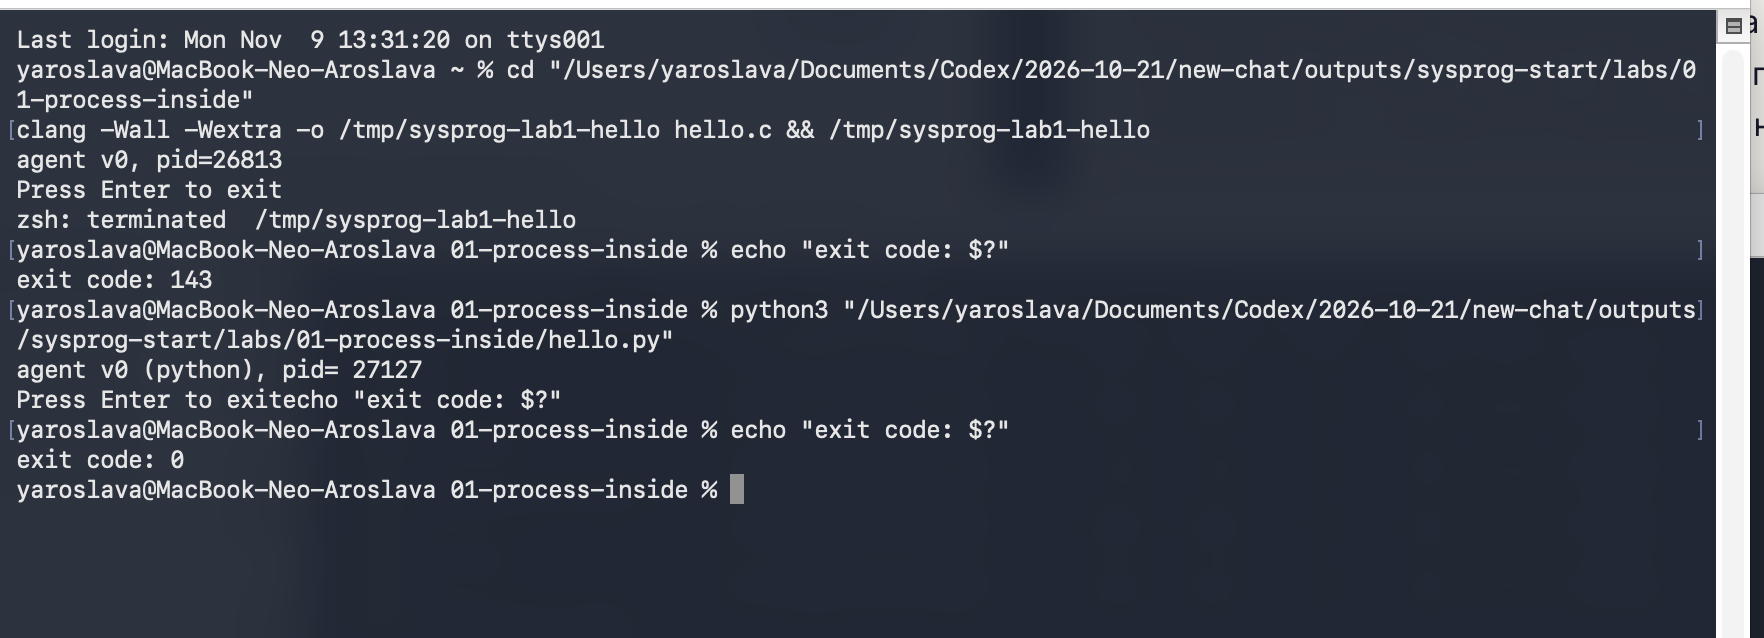 Last login: Mon Nov  9 13:31:20 on ttys001
yaroslava@MacBook-Neo-Aroslava ~ % cd "/Users/yaroslava/Documents/Codex/2026-10-21/new-chat/outputs/sysprog-start/labs/0
1-process-inside"
[clang -Wall -Wextra -o /tmp/sysprog-lab1-hello hello.c && /tmp/sysprog-lab1-hello ]
agent v0, pid=26813
Press Enter to exit
zsh: terminated  /tmp/sysprog-lab1-hello
[yaroslava@MacBook-Neo-Aroslava 01-process-inside % echo "exit code: $?" ]
exit code: 143
[yaroslava@MacBook-Neo-Aroslava 01-process-inside % python3 "/Users/yaroslava/Documents/Codex/2026-10-21/new-chat/outputs]
/sysprog-start/labs/01-process-inside/hello.py"
agent v0 (python), pid= 27127
Press Enter to exitecho "exit code: $?"
[yaroslava@MacBook-Neo-Aroslava 01-process-inside % echo "exit code: $?" ]
exit code: 0
yaroslava@MacBook-Neo-Aroslava 01-process-inside %